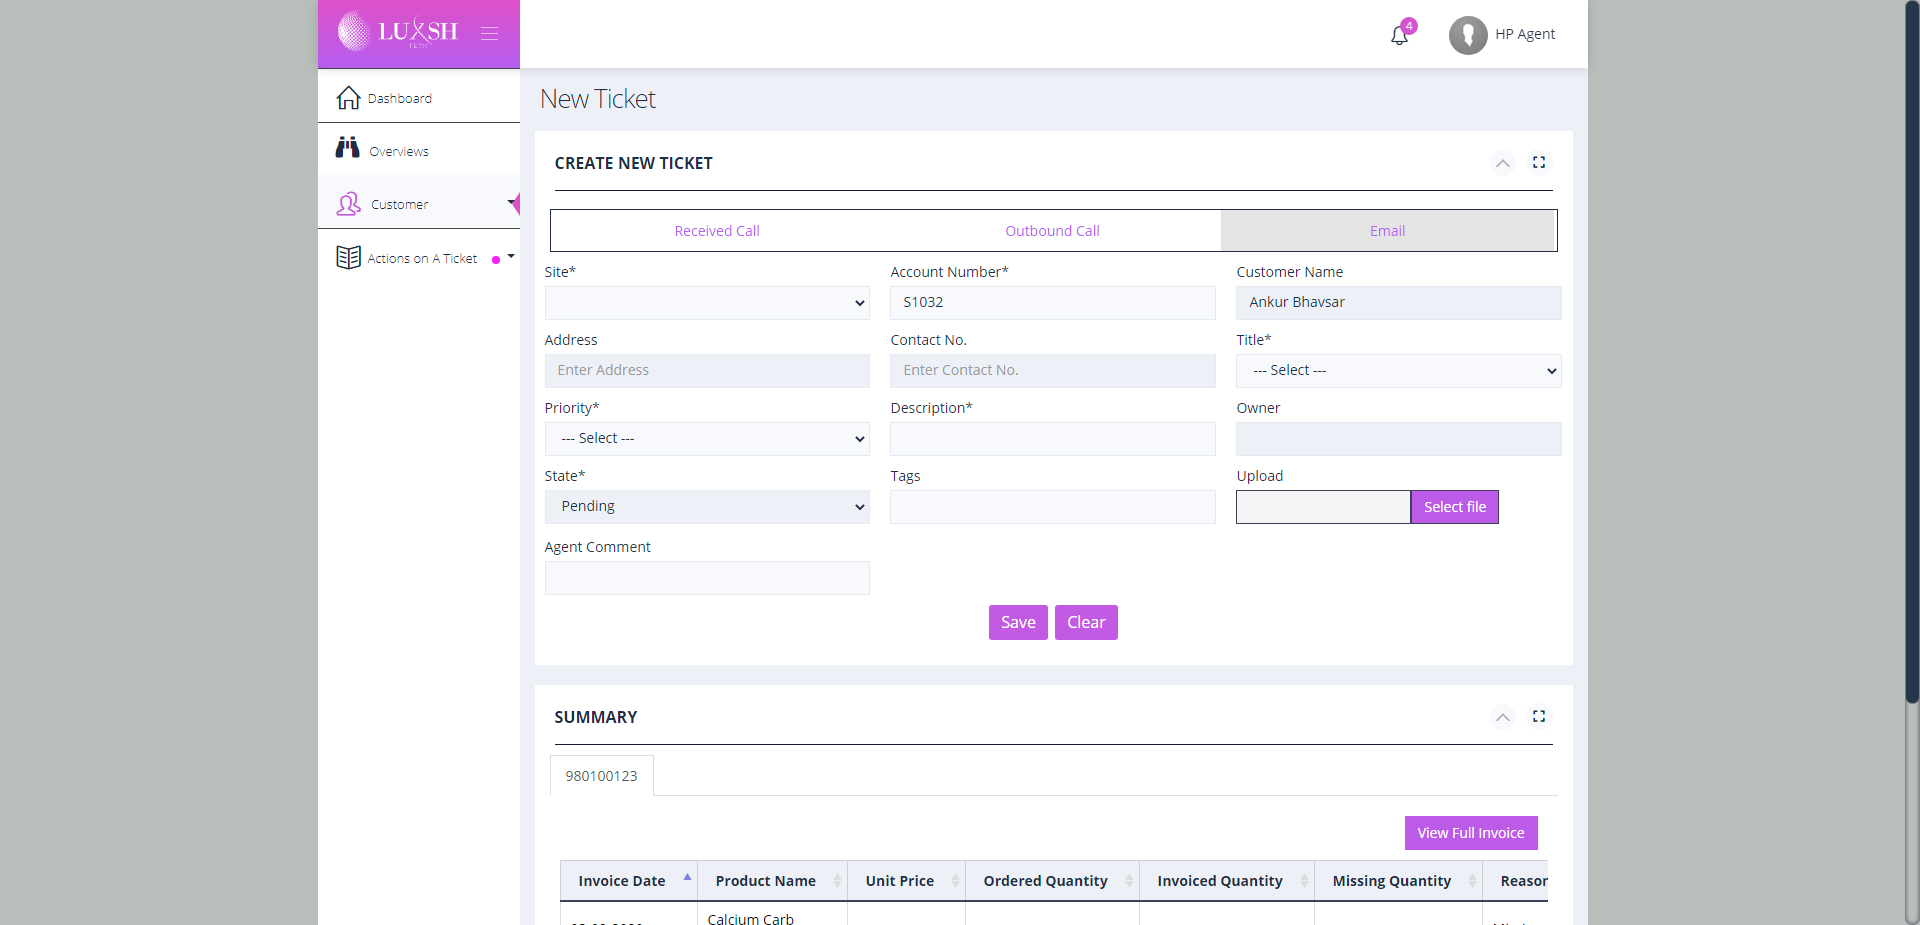 LUXSH
TECH
4
HP Agent
Dashboard
Overviews
Customer
Actions on A Ticket
New Ticket
CREATE NEW TICKET
Received Call
Outbound Call
Email
Site*
Account Number*
Customer Name
S1032
Ankur Bhavsar
Address
Contact No.
Title*
Enter Address
Enter Contact No.
--- Select ---
Priority*
Description*
Owner
--- Select ---
State*
Tags
Upload
Pending
Select file
Agent Comment
Save
Clear
SUMMARY
980100123
View Full Invoice
Invoice Date
Product Name
Unit Price
Ordered Quantity
Invoiced Quantity
Missing Quantity
Reason
Calcium Carb